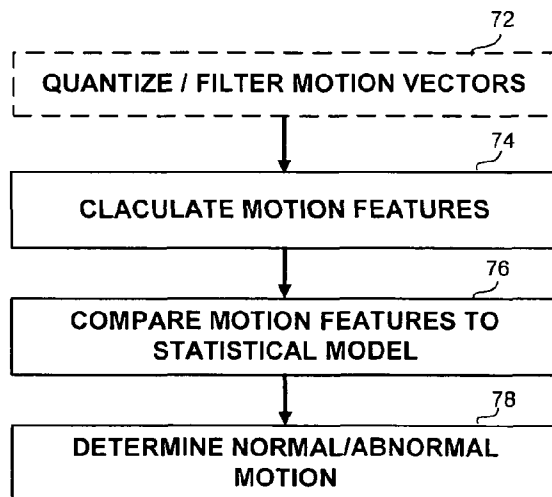 72
QUANTIZE / FILTER MOTION VECTORS
74
CLACULATE MOTION FEATURES
76
COMPARE MOTION FEATURES TO
STATISTICAL MODEL
78
DETERMINE NORMAL/ABNORMAL
MOTION